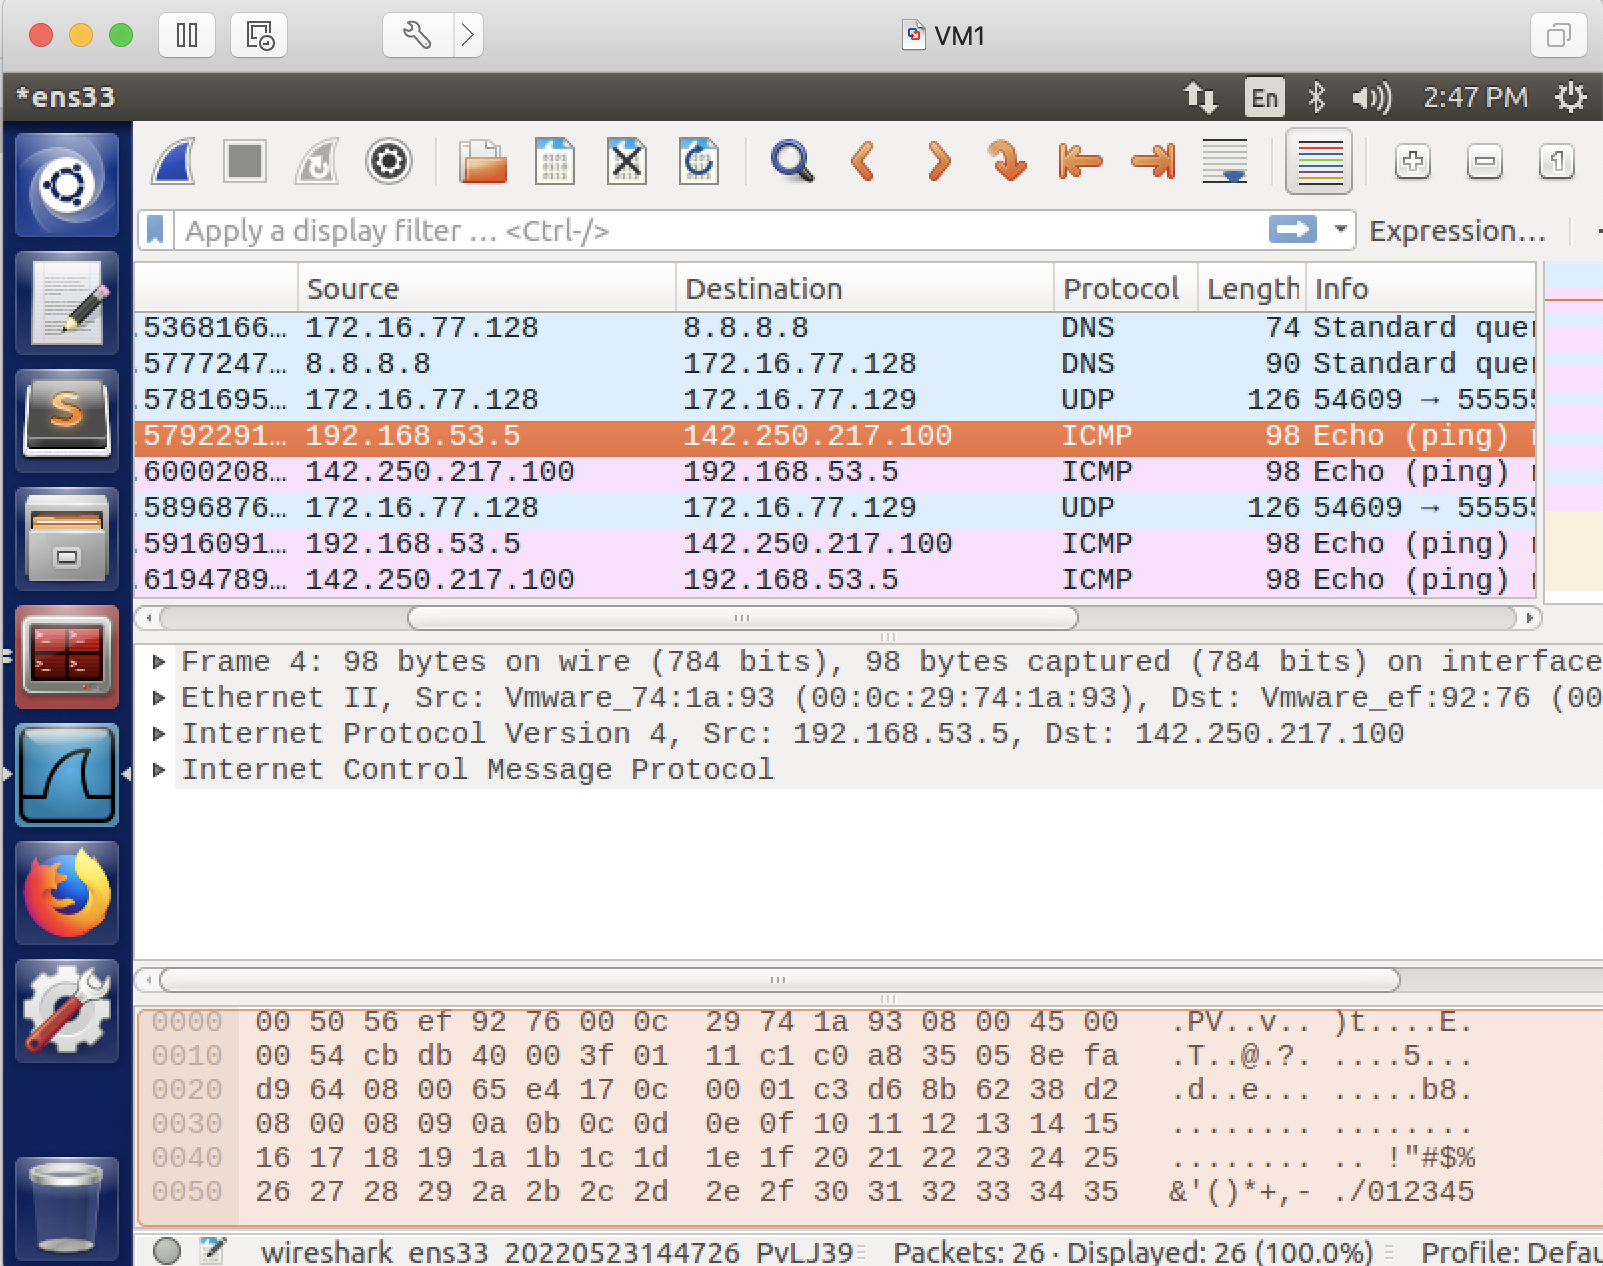 VM1
*ens33 En 2:47 PM
Apply a display filter … <Ctrl-/> Expression…
Source Destination Protocol Length Info
.5368166… 172.16.77.128 8.8.8.8 DNS 74 Standard quer
.5777247… 8.8.8.8 172.16.77.128 DNS 90 Standard quer
.5781695… 172.16.77.128 172.16.77.129 UDP 126 54609 → 55555
.5792291… 192.168.53.5 142.250.217.100 ICMP 98 Echo (ping) r
.6000208… 142.250.217.100 192.168.53.5 ICMP 98 Echo (ping) r
.5896876… 172.16.77.128 172.16.77.129 UDP 126 54609 → 55555
.5916091… 192.168.53.5 142.250.217.100 ICMP 98 Echo (ping) r
.6194789… 142.250.217.100 192.168.53.5 ICMP 98 Echo (ping) r
Frame 4: 98 bytes on wire (784 bits), 98 bytes captured (784 bits) on interface
Ethernet II, Src: Vmware_74:1a:93 (00:0c:29:74:1a:93), Dst: Vmware_ef:92:76 (00
Internet Protocol Version 4, Src: 192.168.53.5, Dst: 142.250.217.100
Internet Control Message Protocol
0000 00 50 56 ef 92 76 00 0c 29 74 1a 93 08 00 45 00 .PV..v.. )t....E.
0010 00 54 cb db 40 00 3f 01 11 c1 c0 a8 35 05 8e fa .T..@.?. ....5...
0020 d9 64 08 00 65 e4 17 0c 00 01 c3 d6 8b 62 38 d2 .d..e... .....b8.
0030 08 00 08 09 0a 0b 0c 0d 0e 0f 10 11 12 13 14 15 ........ ........
0040 16 17 18 19 1a 1b 1c 1d 1e 1f 20 21 22 23 24 25 ........ .. !"#$%
0050 26 27 28 29 2a 2b 2c 2d 2e 2f 30 31 32 33 34 35 &'()*+,- ./012345
wireshark_ens33_20220523144726_PvLJ39 Packets: 26 · Displayed: 26 (100.0%) Profile: Defau